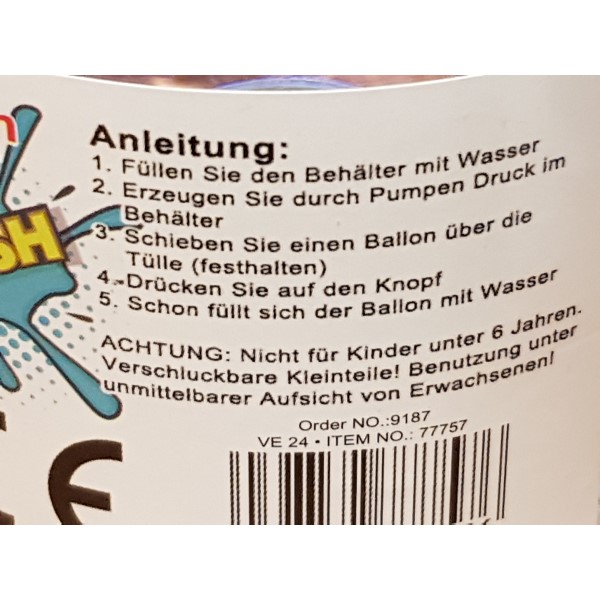 n
SH
Anleitung:
1. Füllen Sie den Behälter mit Wasser
2. Erzeugen Sie durch Pumpen Druck im
Behälter
3. Schieben Sie einen Ballon über die
Tülle (festhalten)
4. Drücken Sie auf den Knopf
5. Schon füllt sich der Ballon mit Wasser
ACHTUNG: Nicht für Kinder unter 6 Jahren.
Verschluckbare Kleinteile! Benutzung unter
unmittelbarer Aufsicht von Erwachsenen!
Order NO.:9187
VE 24 • ITEM NO.: 77757
CE